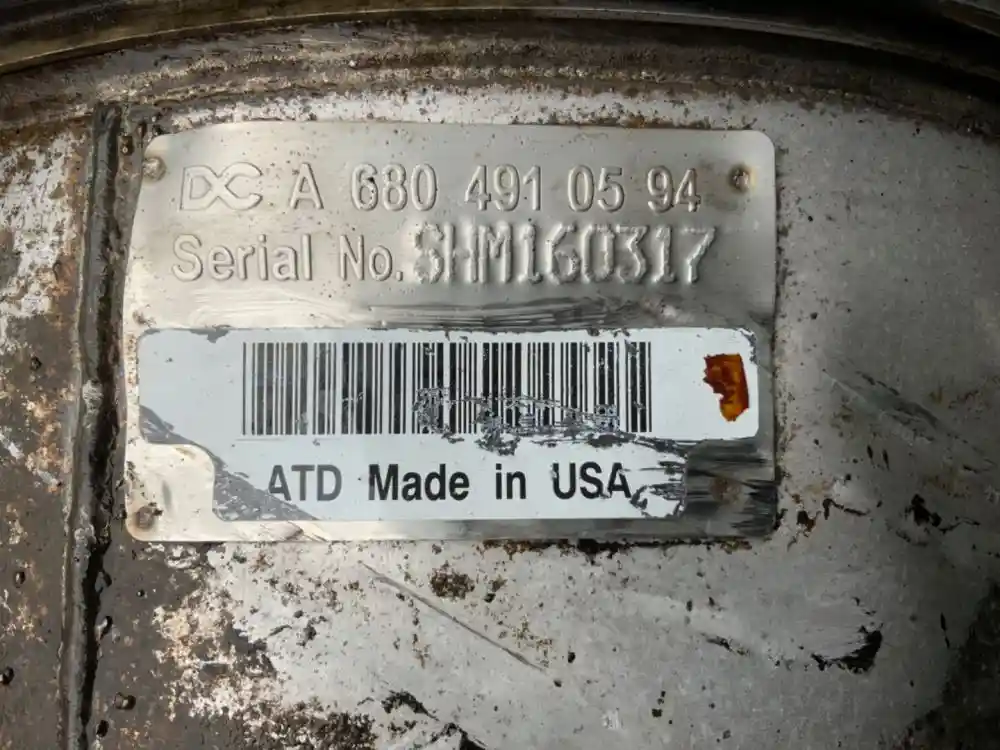 DC A 680 491 05 94
Serial No. SHM160317
ATD Made in USA